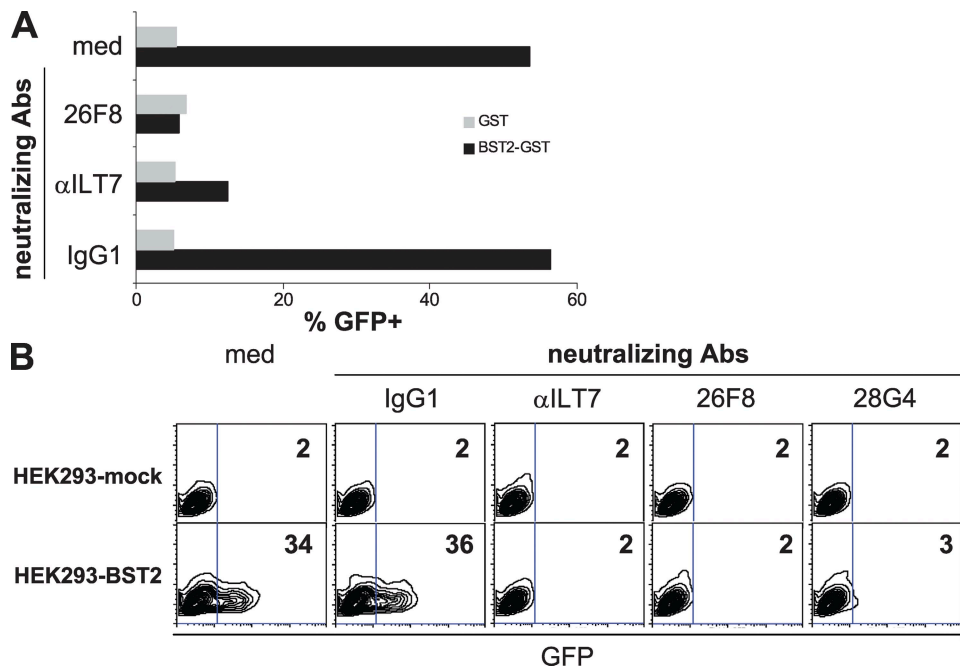 A
med
26F8
αILT7
IgG1
neutralizing Abs
GST
BST2-GST
0 20 40 60
% GFP+
B
med neutralizing Abs
IgG1 αILT7 26F8 28G4
HEK293-mock 2 2 2 2 2
HEK293-BST2 34 36 2 2 3
GFP